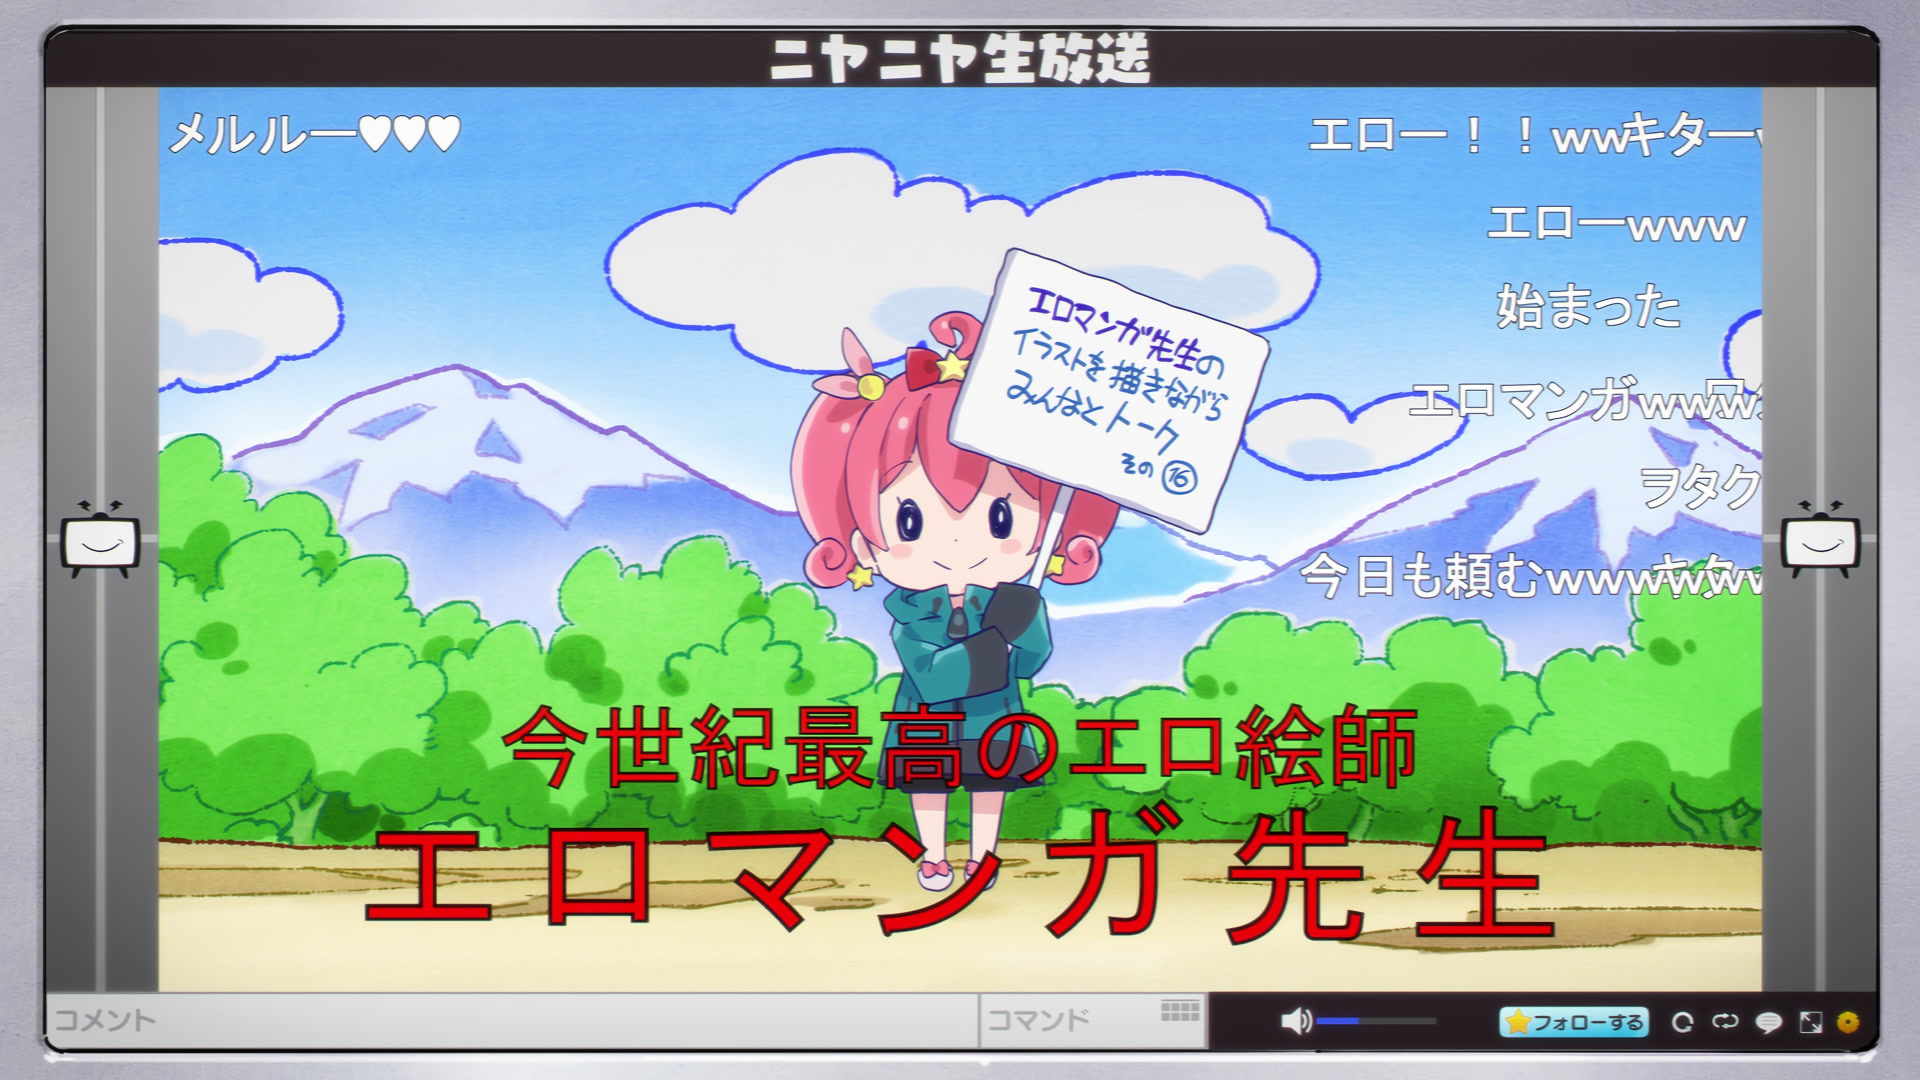 ニヤニヤ生放送
メルルー♥♥♥
エロー！！ww
キターw
エローwww
始まった
エロマンガ先生の
イラストを描きながら
みんなとトーク
その⑯
エロマンガwww
ヲタク
今日も頼むwwwww
キター
今世紀最高のエロ絵師
エロマンガ先生
コメント
コマンド
フォローする